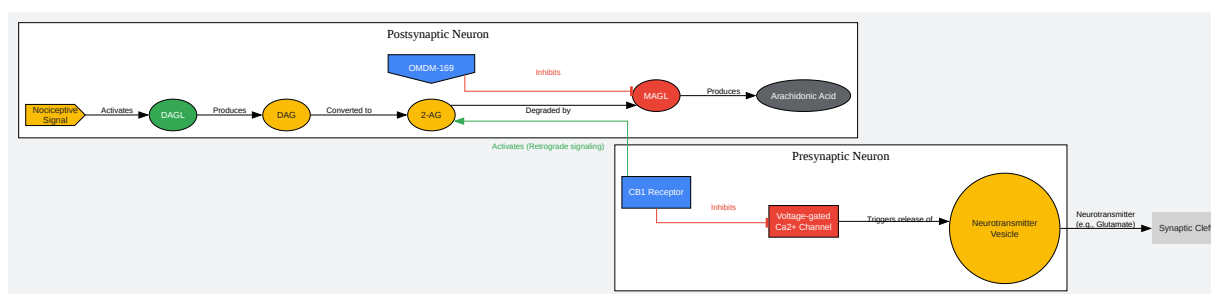 Postsynaptic Neuron
OMDM-169
Inhibits
Nociceptive
Signal
Activates
DAGL
Produces
DAG
Converted to
2-AG
Degraded by
MAGL
Produces
Arachidonic Acid
Activates (Retrograde signaling)
Presynaptic Neuron
CB1 Receptor
Inhibits
Voltage-gated
Ca2+ Channel
Triggers release of
Neurotransmitter
Vesicle
Neurotransmitter
(e.g., Glutamate)
Synaptic Clef